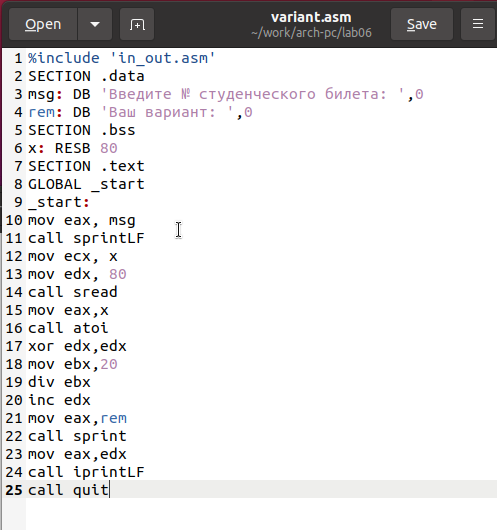 Open
variant.asm
~/work/arch-pc/lab06
Save
1 %include 'in_out.asm'
2 SECTION .data
3 msg: DB 'Введите № студенческого билета: ',0
4 rem: DB 'Ваш вариант: ',0
5 SECTION .bss
6 x: RESB 80
7 SECTION .text
8 GLOBAL _start
9 _start:
10 mov eax, msg
11 call sprintLF
12 mov ecx, x
13 mov edx, 80
14 call sread
15 mov eax,x
16 call atoi
17 xor edx,edx
18 mov ebx,20
19 div ebx
20 inc edx
21 mov eax,rem
22 call sprint
23 mov eax,edx
24 call iprintLF
25 call quit